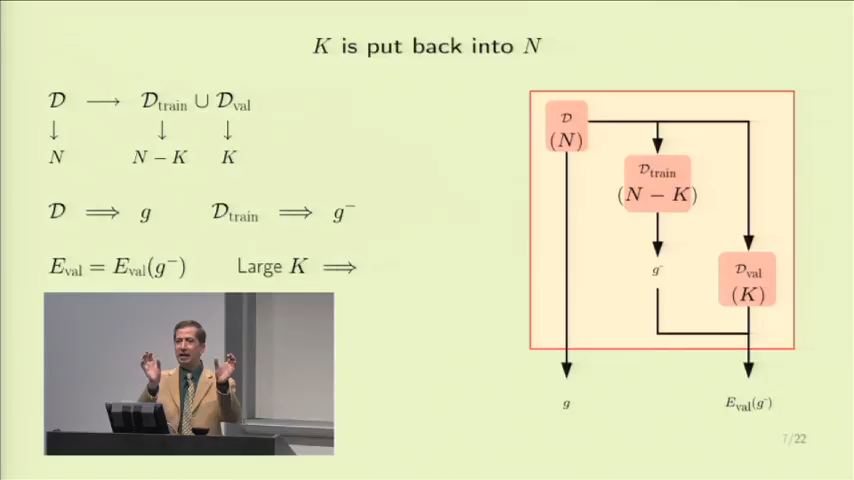 K is put back into N
𝒟 ⟶ 𝒟train ∪ 𝒟val
↓ ↓ ↓
N N − K K
𝒟 ⟹ g 𝒟train ⟹ g⁻
Eval = Eval(g⁻) Large K ⟹
𝒟
(N)
𝒟train
(N − K)
g⁻
𝒟val
(K)
g
Eval(g⁻)
7/22